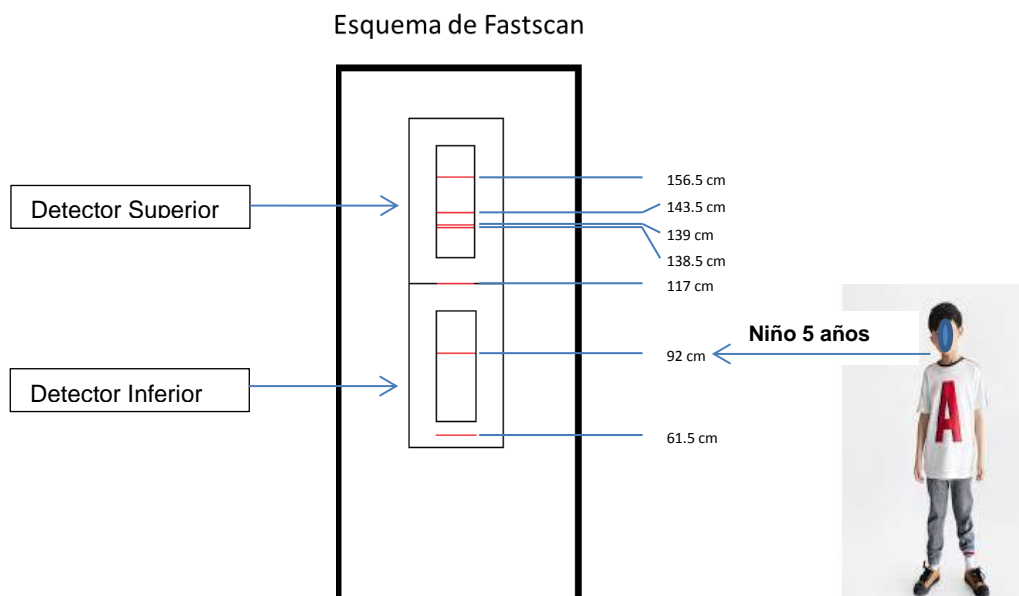 Esquema de Fastscan
Detector Superior
Detector Inferior
156.5 cm
143.5 cm
139 cm
138.5 cm
117 cm
92 cm
61.5 cm
Niño 5 años
A